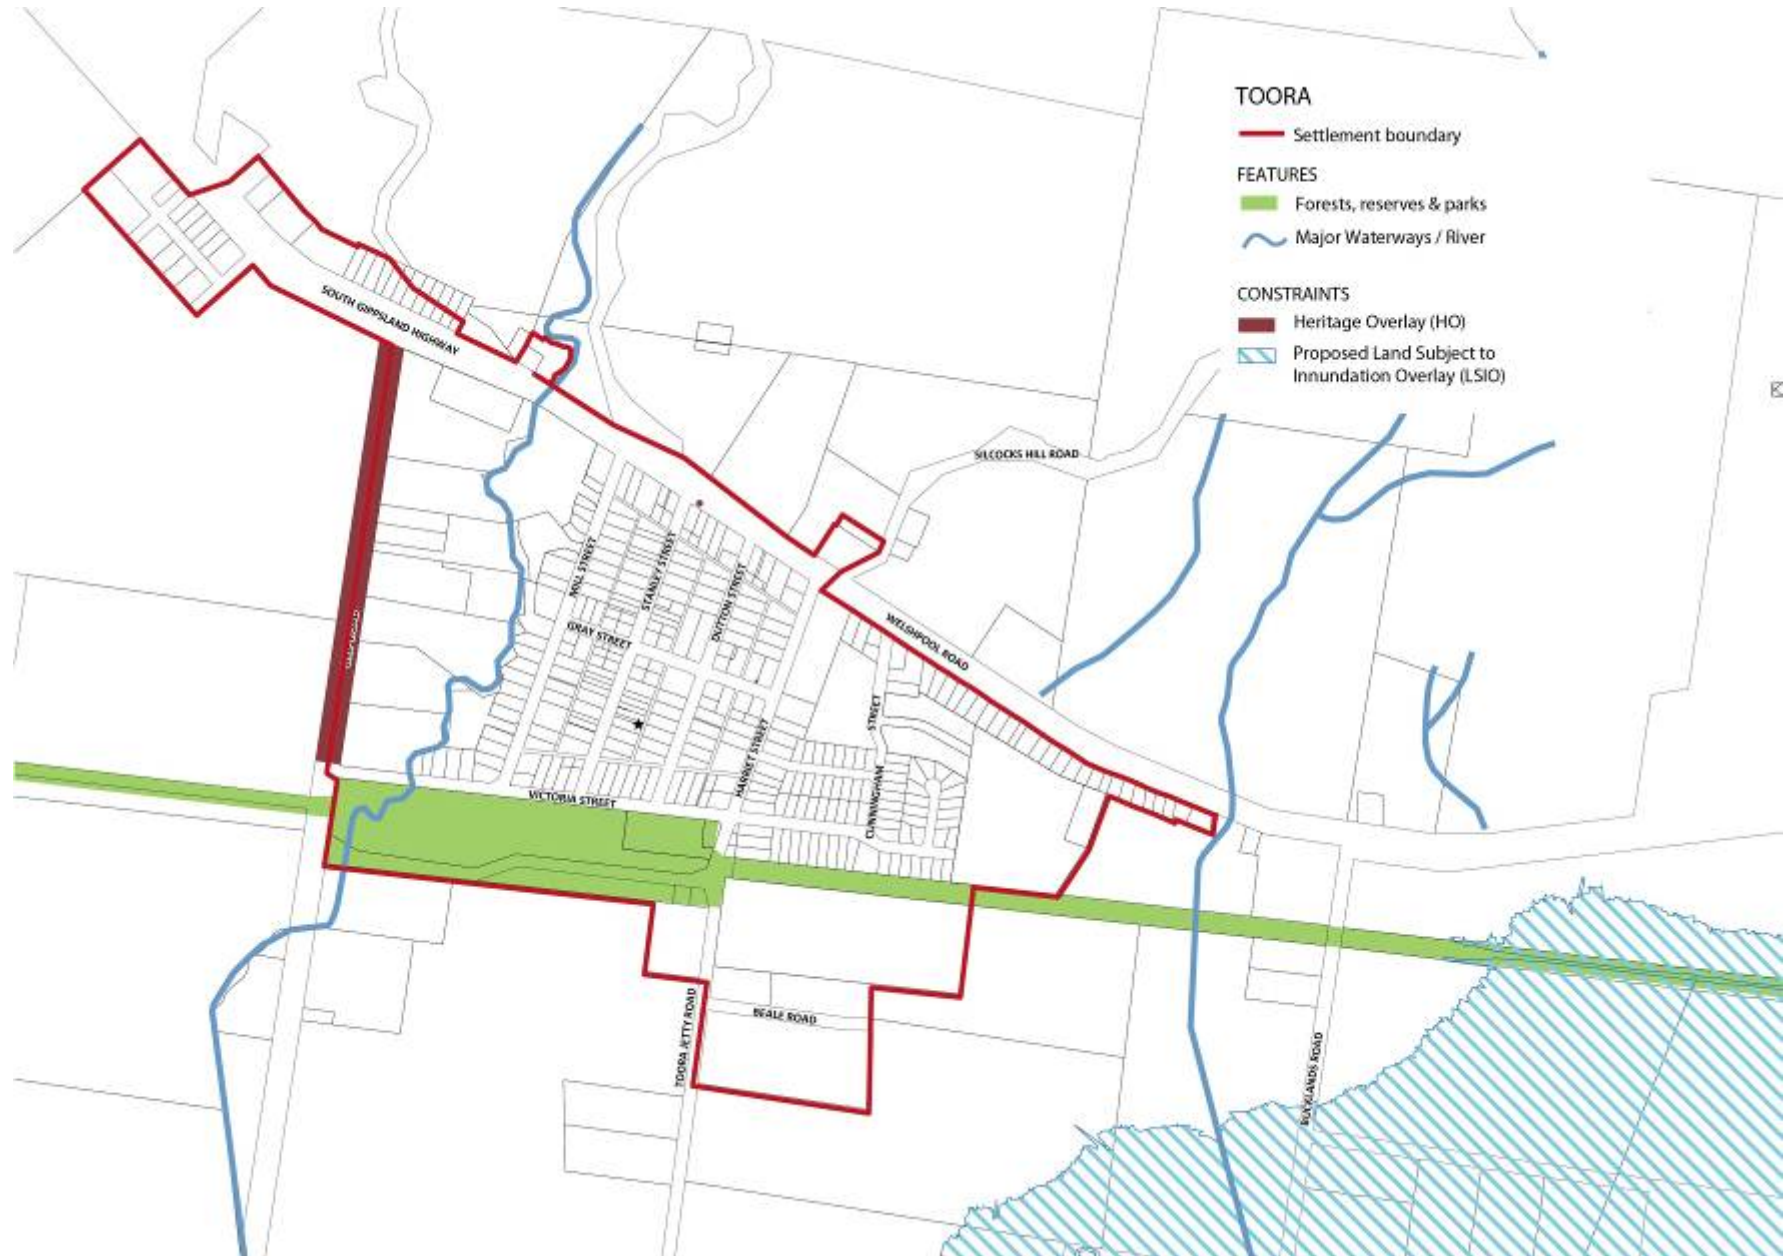 TOORA
Settlement boundary
FEATURES
Forests, reserves & parks
Major Waterways / River
CONSTRAINTS
Heritage Overlay (HO)
Proposed Land Subject to
Innundation Overlay (LSIO)
SOUTH GIPPSLAND HIGHWAY
SILCOCKS HILL ROAD
MILL STREET
STANLEY STREET
DUTTON STREET
GRAY STREET
WELSHPOOL ROAD
CUNNINGHAM STREET
HARRIET STREET
VICTORIA STREET
TOORA JETTY ROAD
BEALE ROAD
BUCKLANDS ROAD